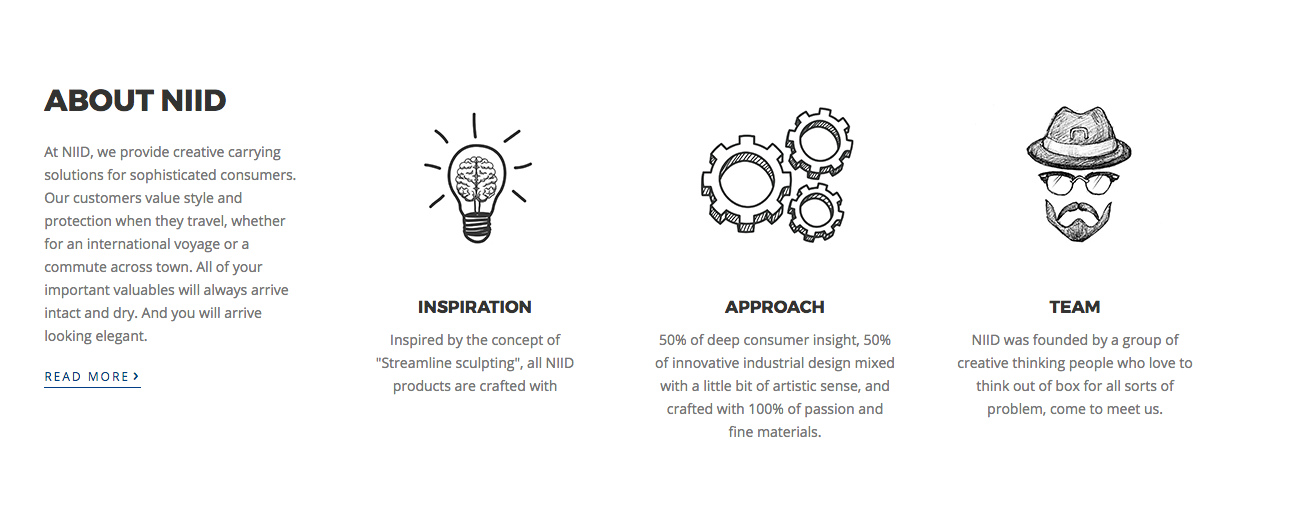 ABOUT NIID
At NIID, we provide creative carrying
solutions for sophisticated consumers.
Our customers value style and
protection when they travel, whether
for an international voyage or a
commute across town. All of your
important valuables will always arrive
intact and dry. And you will arrive
looking elegant.
READ MORE >
INSPIRATION
Inspired by the concept of
"Streamline sculpting", all NIID
products are crafted with
APPROACH
50% of deep consumer insight, 50%
of innovative industrial design mixed
with a little bit of artistic sense, and
crafted with 100% of passion and
fine materials.
TEAM
NIID was founded by a group of
creative thinking people who love to
think out of box for all sorts of
problem, come to meet us.